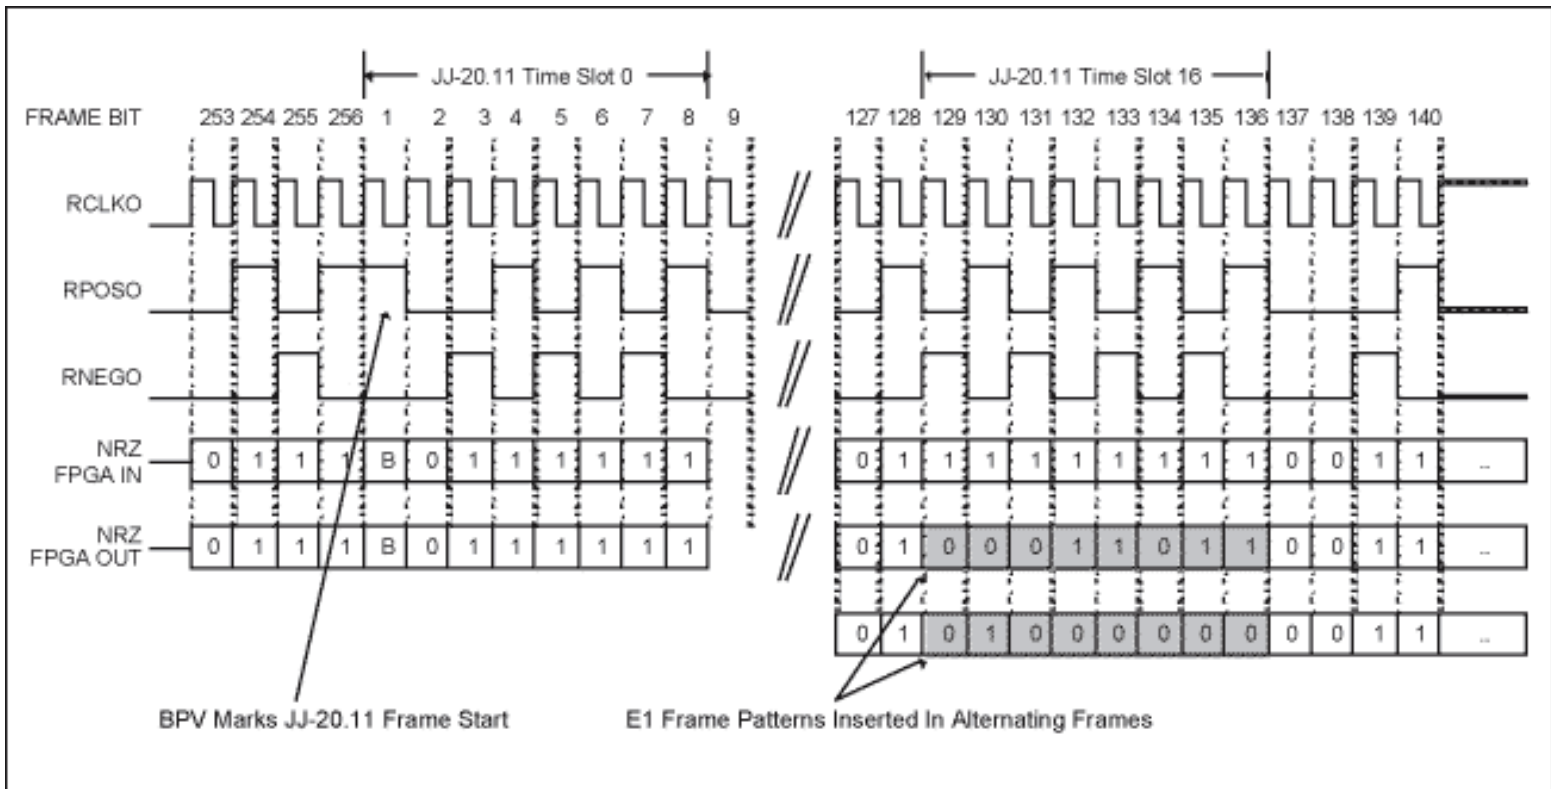 JJ-20.11 Time Slot 0 JJ-20.11 Time Slot 16
FRAME BIT 253 254 255 256 1 2 3 4 5 6 7 8 9 127 128 129 130 131 132 133 134 135 136 137 138 139 140
RCLKO
RPOSO
RNEGO
NRZ
FPGA IN 0 1 1 1 B 0 1 1 1 1 1 1 0 1 1 1 1 1 1 1 1 1 0 0 1 1 ..
NRZ
FPGA OUT 0 1 1 1 B 0 1 1 1 1 1 1 0 1 0 0 0 1 1 0 1 1 0 0 1 1 ..
0 1 0 1 0 0 0 0 0 0 0 0 1 1 ..
BPV Marks JJ-20.11 Frame Start E1 Frame Patterns Inserted In Alternating Frames